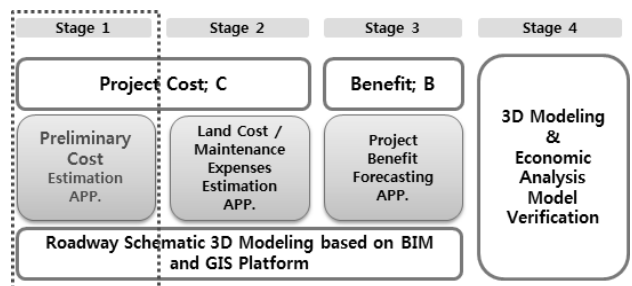 Stage 1
Stage 2
Stage 3
Stage 4
Project Cost; C
Benefit; B
Preliminary
Cost
Estimation
APP.
Land Cost /
Maintenance
Expenses
Estimation
APP.
Project
Benefit
Forecasting
APP.
3D Modeling
&
Economic
Analysis
Model
Verification
Roadway Schematic 3D Modeling based on BIM
and GIS Platform